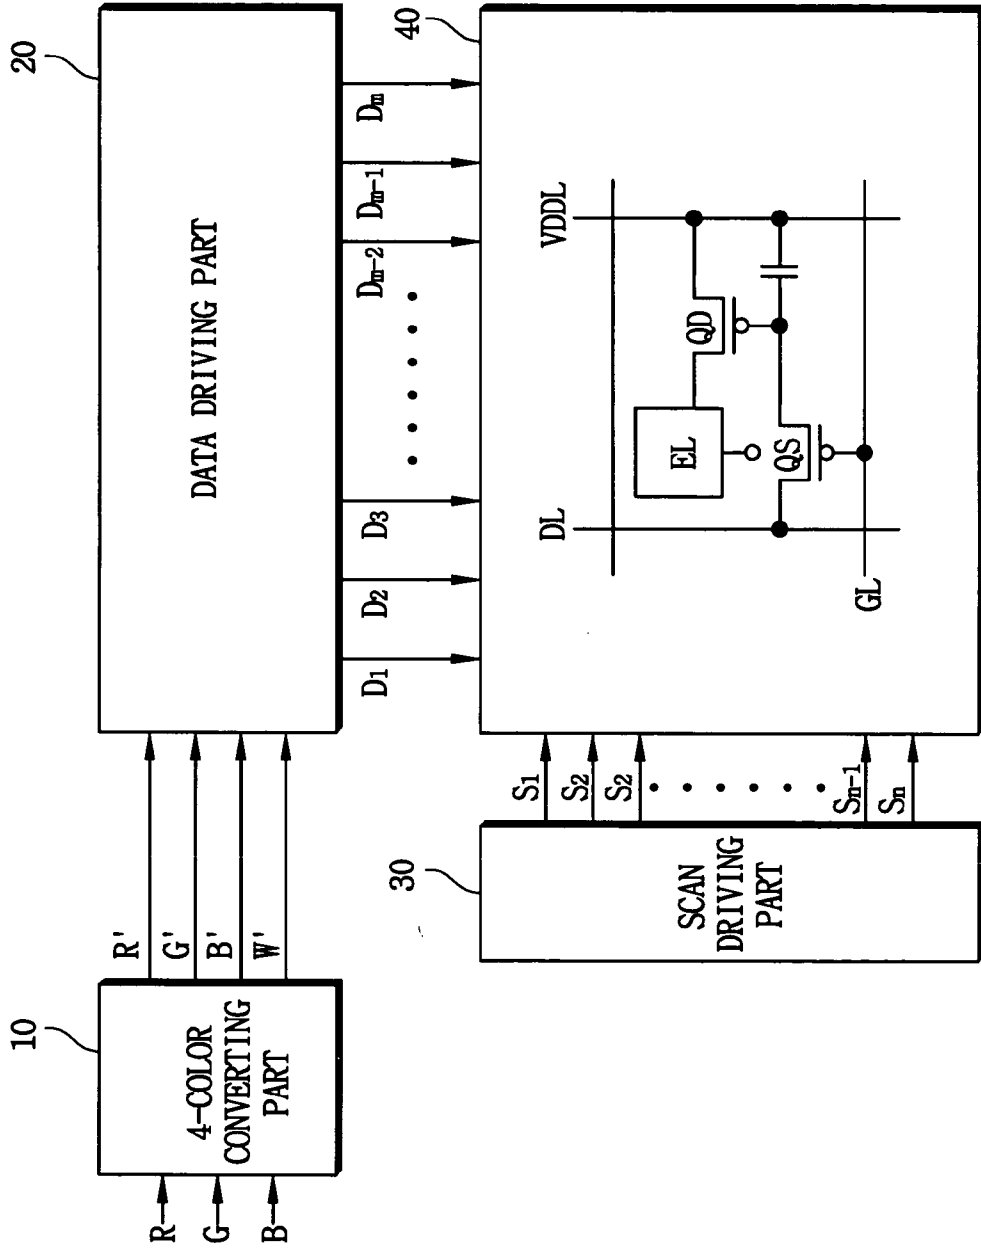 10
20
R
G
B
4-COLOR
CONVERTING
PART
R'
G'
B'
W'
DATA DRIVING PART
D1
D2
D3
Dm-2
Dm-1
Dm
30
40
SCAN
DRIVING
PART
S1
S2
S2
Sn-1
Sn
DL
VDDL
EL
QD
QS
GL